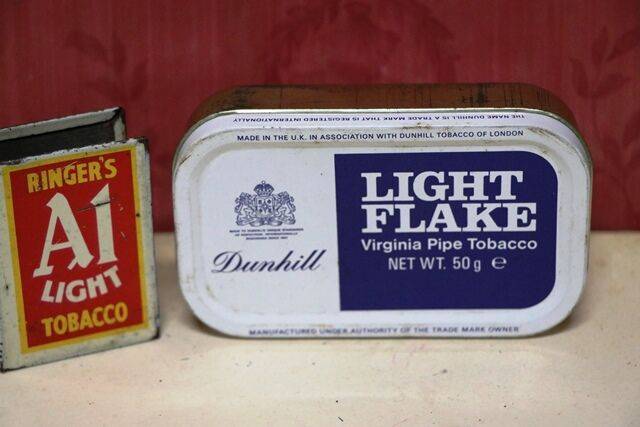 RINGER'S
A1
LIGHT
TOBACCO
THE NAME DUNHILL IS A TRADE MARK THAT IS REGISTERED INTERNATIONALLY
MADE IN THE U.K. IN ASSOCIATION WITH DUNHILL TOBACCO OF LONDON
Dunhill
LIGHT
FLAKE
Virginia Pipe Tobacco
NET WT. 50g e
MANUFACTURED UNDER AUTHORITY OF THE TRADE MARK OWNER